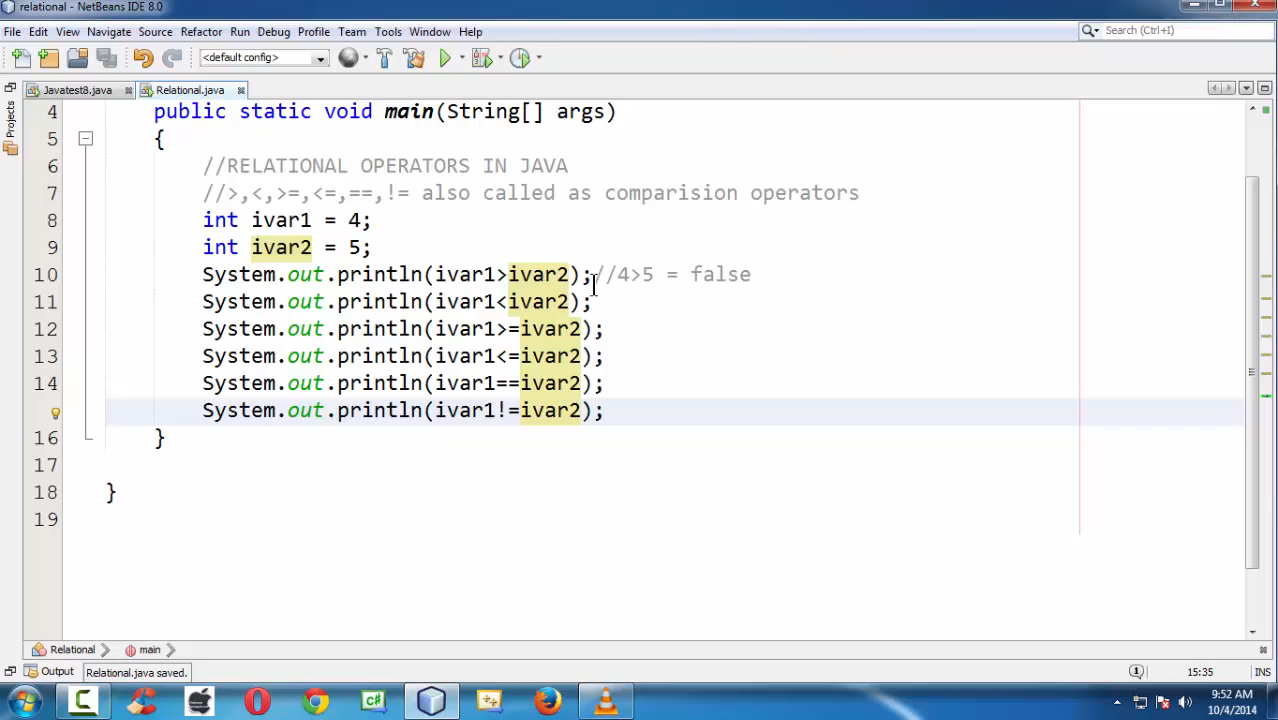 relational - NetBeans IDE 8.0
File Edit View Navigate Source Refactor Run Debug Profile Team Tools Window Help
Search (Ctrl+I)
<default config>
Javatest8.java Relational.java
Projects
4 public static void main(String[] args)
5 {
6 //RELATIONAL OPERATORS IN JAVA
7 //>,<,>=,<=,==,!= also called as comparision operators
8 int ivar1 = 4;
9 int ivar2 = 5;
10 System.out.println(ivar1>ivar2);//4>5 = false
11 System.out.println(ivar1<ivar2);
12 System.out.println(ivar1>=ivar2);
13 System.out.println(ivar1<=ivar2);
14 System.out.println(ivar1==ivar2);
System.out.println(ivar1!=ivar2);
16 }
17
18 }
19
Relational main
Output Relational.java saved. 1 15:35 INS
C C# 9:52 AM
10/4/2014